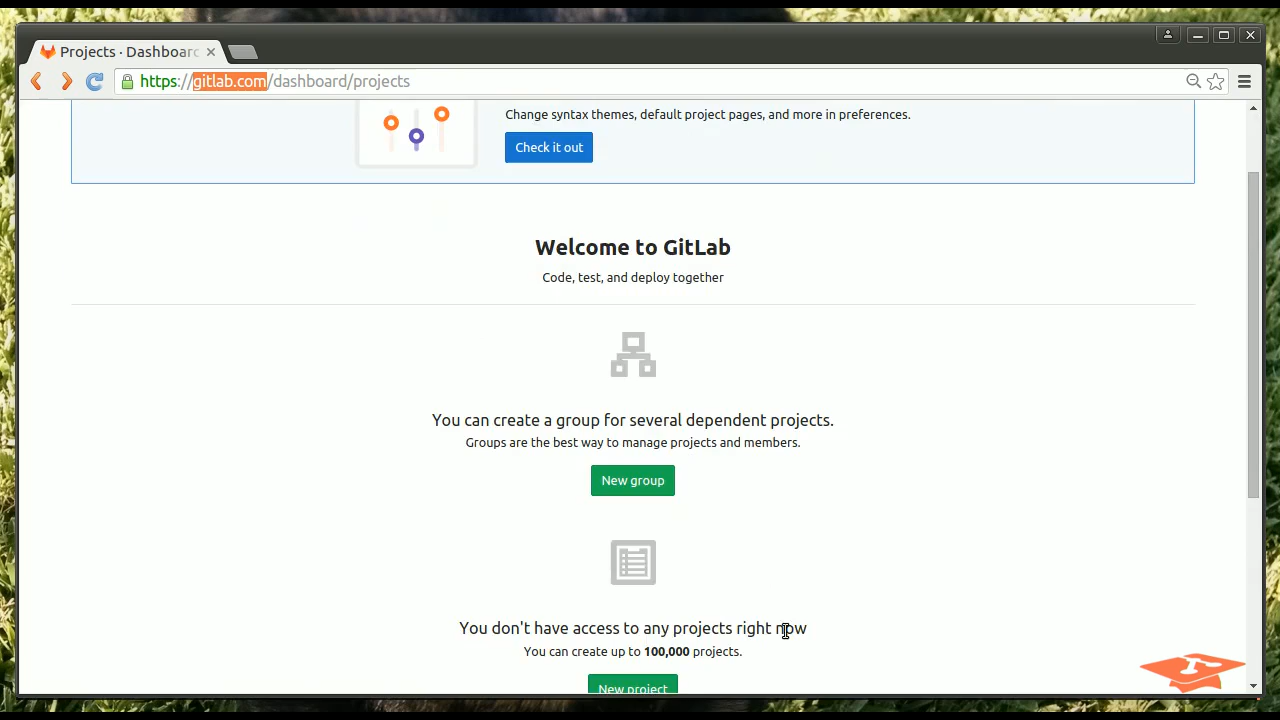 Projects · Dashboar
https://gitlab.com/dashboard/projects
Change syntax themes, default project pages, and more in preferences.
Check it out
Welcome to GitLab
Code, test, and deploy together
You can create a group for several dependent projects.
Groups are the best way to manage projects and members.
New group
You don't have access to any projects right now
You can create up to 100,000 projects.
New project